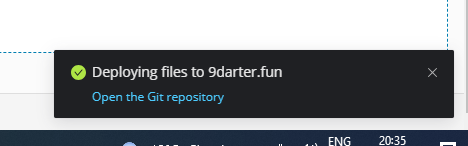 Deploying files to 9darter.fun
Open the Git repository
ENG
20:35